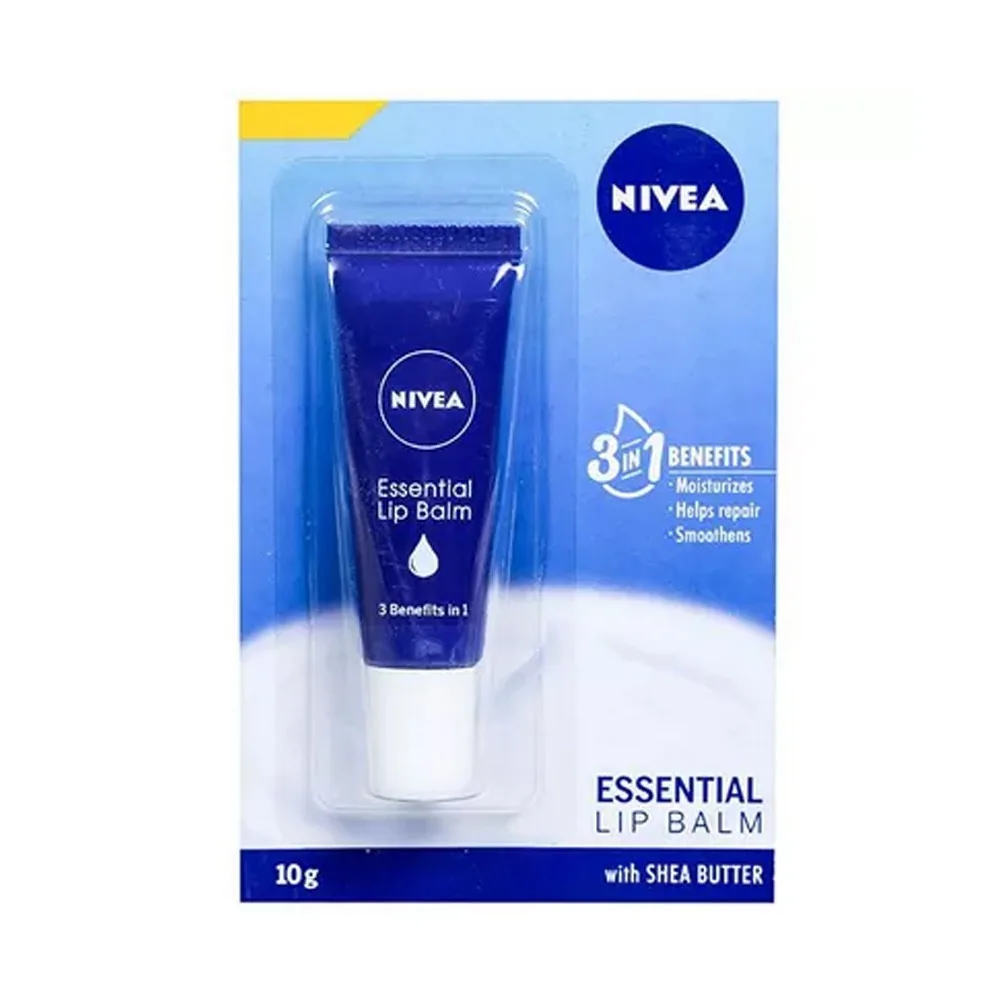 NIVEA
NIVEA
Essential
Lip Balm
3 Benefits in 1
3 IN 1 BENEFITS
· Moisturizes
· Helps repair
· Smoothens
ESSENTIAL
LIP BALM
10g
with SHEA BUTTER